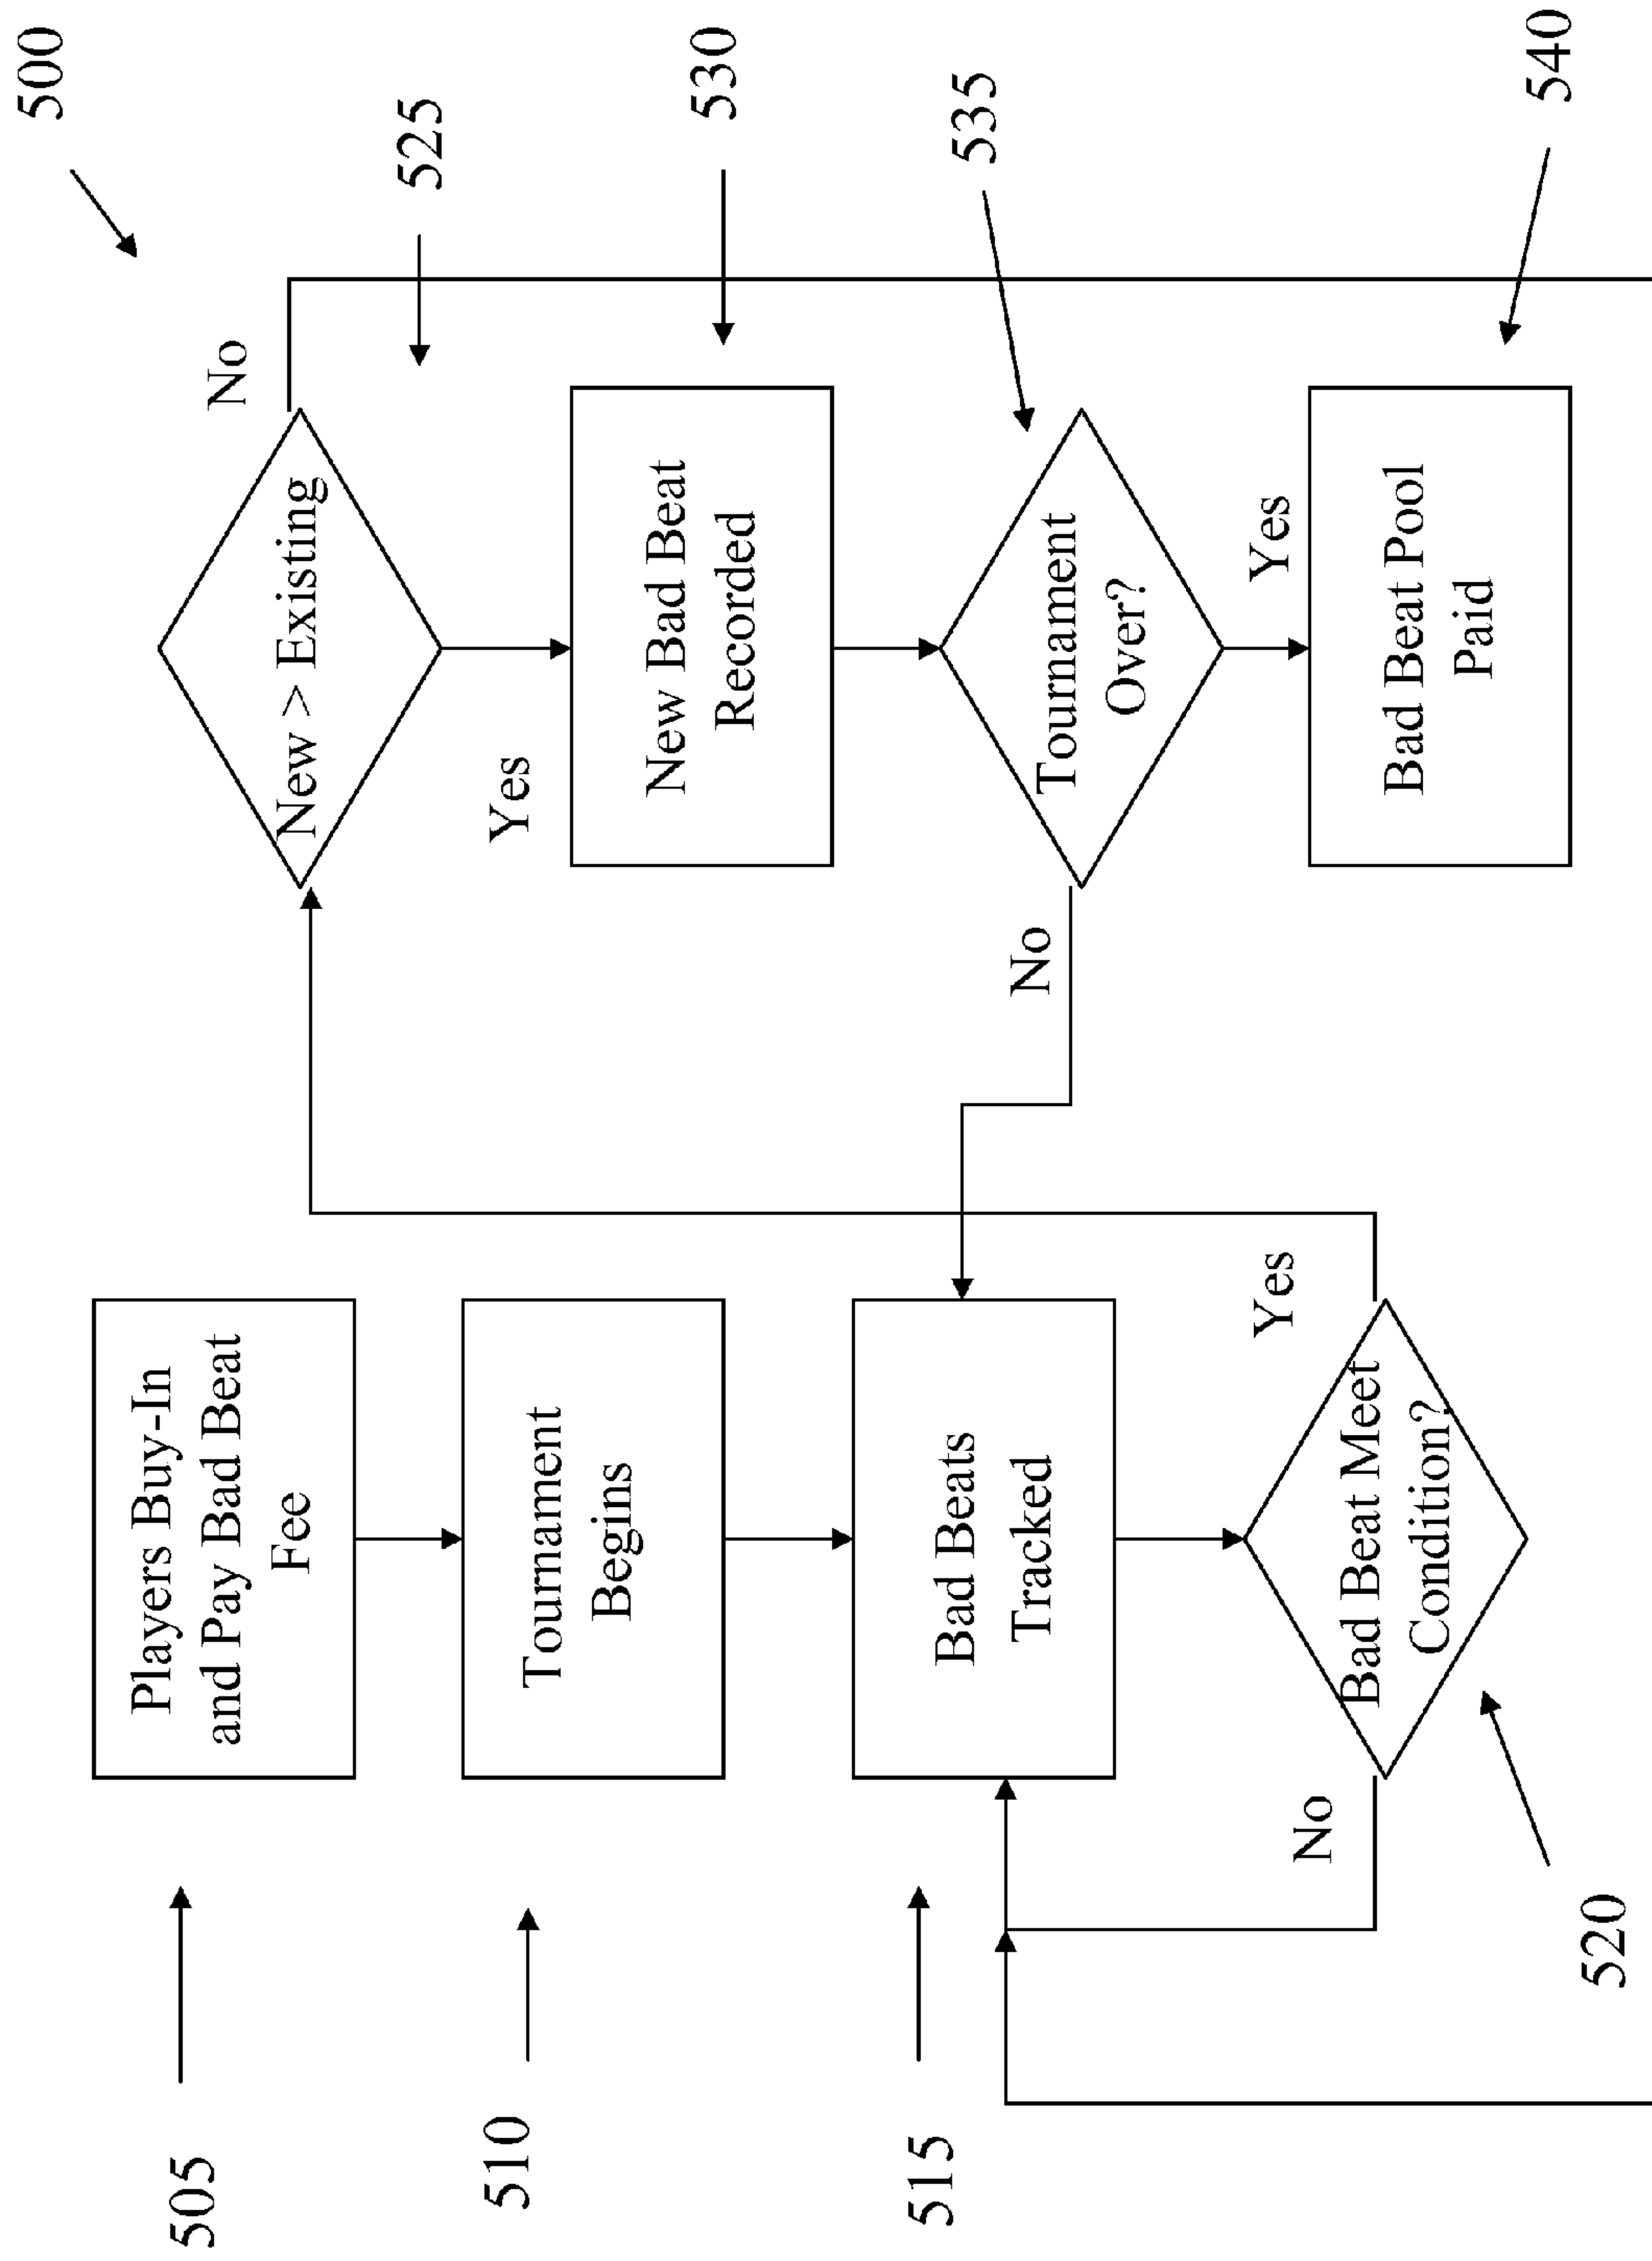 500
505
Players Buy-In
and Pay Bad Beat
Fee
510
Tournament
Begins
515
Bad Beats
Tracked
520
Bad Beat Meet
Condition?
No
Yes
New > Existing
No
525
Yes
530
New Bad Beat
Recorded
535
Tournament
Over?
No
Yes
540
Bad Beat Pool
Paid